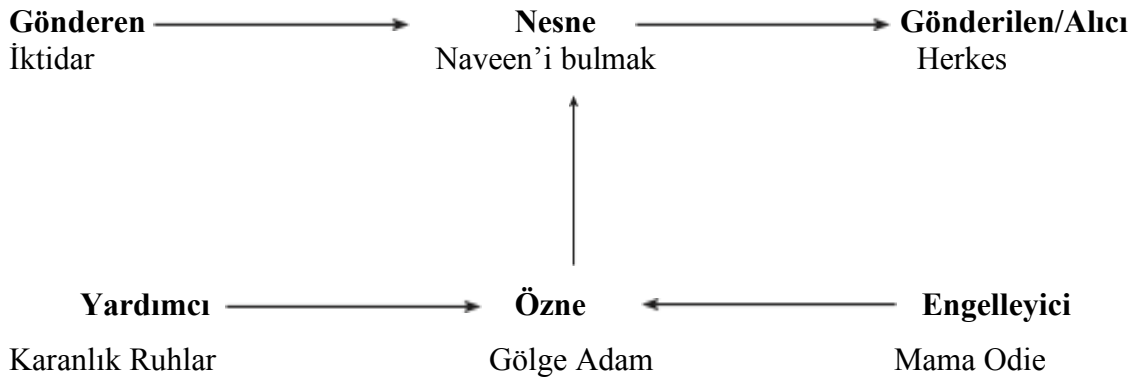 Gönderen Nesne Gönderilen/Alıcı
İktidar Naveen’i bulmak Herkes
Yardımcı Özne Engelleyici
Karanlık Ruhlar Gölge Adam Mama Odie